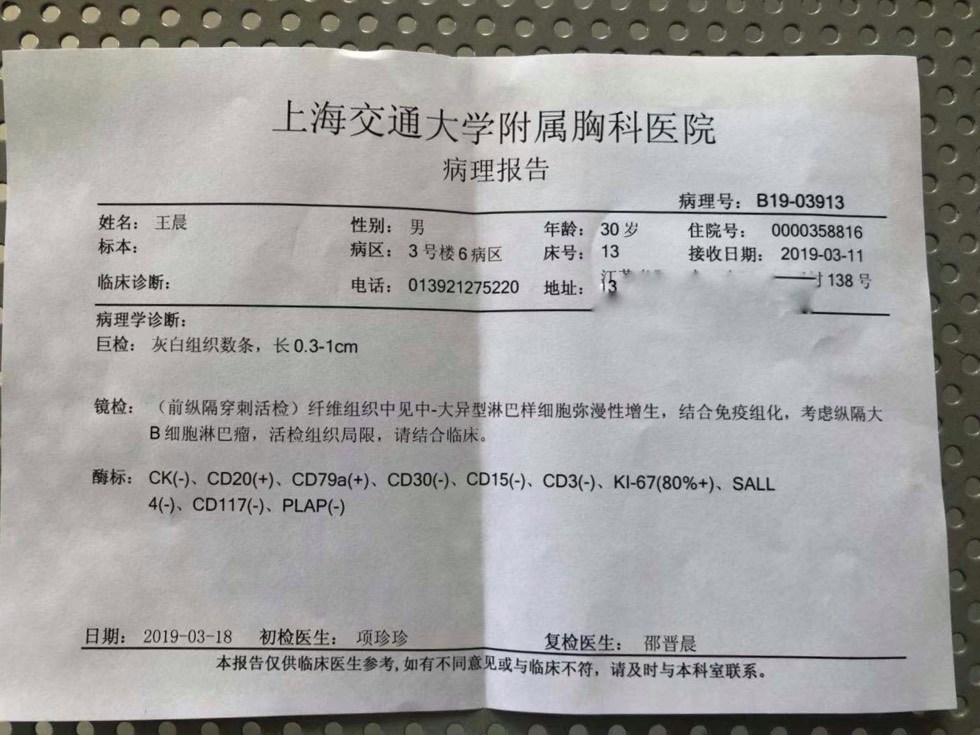 上海交通大学附属胸科医院
病理报告
病理号： B19-03913
姓名： 王晨 性别： 男 年龄： 30 岁 住院号： 0000358816
标本： 病区： 3 号楼 6 病区 床号： 13 接收日期： 2019-03-11
临床诊断： 电话： 013921275220 地址： 138 号
13
病理学诊断：
巨检： 灰白组织数条，长 0.3-1cm
镜检： （前纵隔穿刺活检）纤维组织中见中-大异型淋巴样细胞弥漫性增生，结合免疫组化，考虑纵隔大
B 细胞淋巴瘤，活检组织局限，请结合临床。
酶标： CK(-)、CD20(+)、CD79a(+)、CD30(-)、CD15(-)、CD3(-)、KI-67(80%+)、SALL
4(-)、CD117(-)、PLAP(-)
日期： 2019-03-18 初检医生： 项珍珍 复检医生： 邵晋晨
本报告仅供临床医生参考,如有不同意见或与临床不符，请及时与本科室联系。